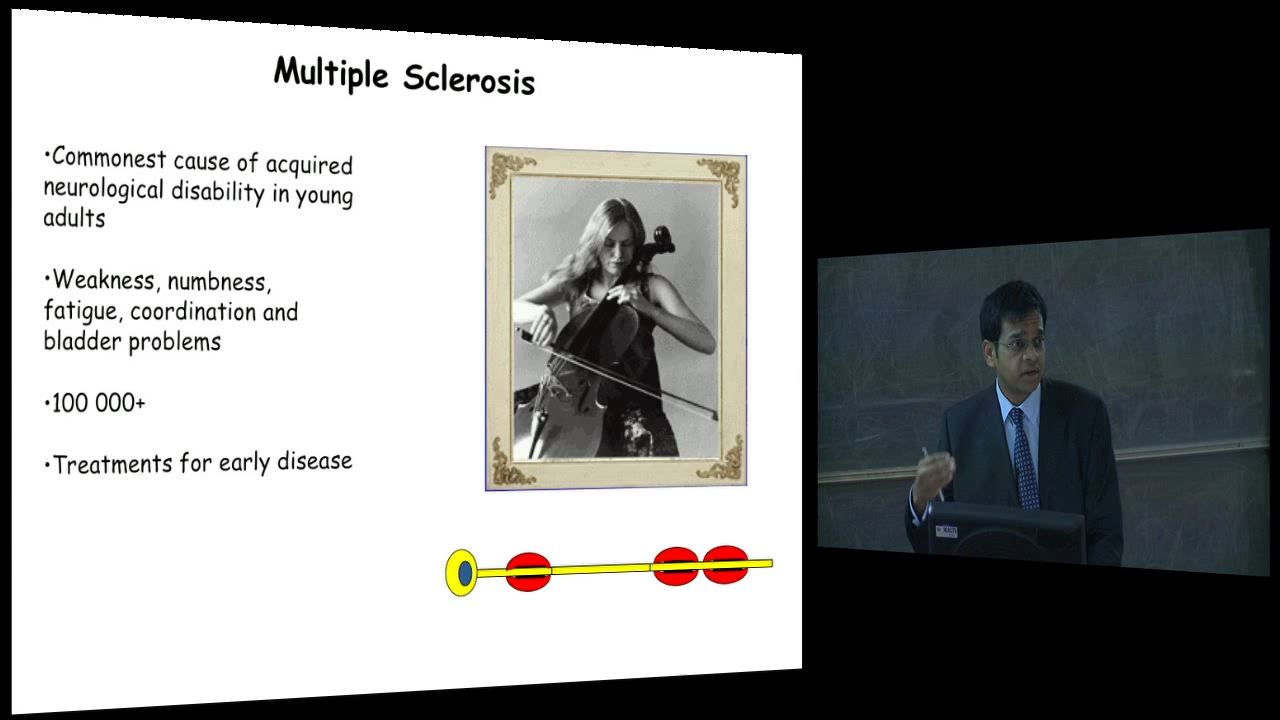 Multiple Sclerosis
•Commonest cause of acquired
neurological disability in young
adults
•Weakness, numbness,
fatigue, coordination and
bladder problems
•100 000+
•Treatments for early disease